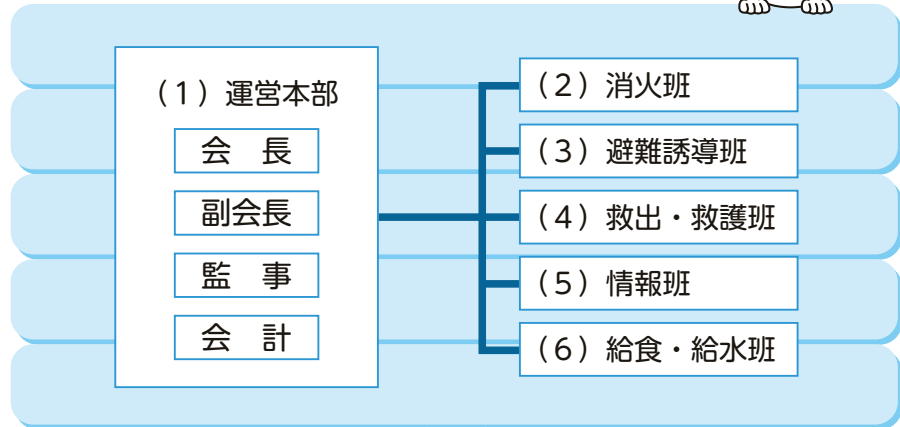 （１）運営本部
会　長
副会長
監　事
会　計
（２）消火班
（３）避難誘導班
（４）救出・救護班
（５）情報班
（６）給食・給水班